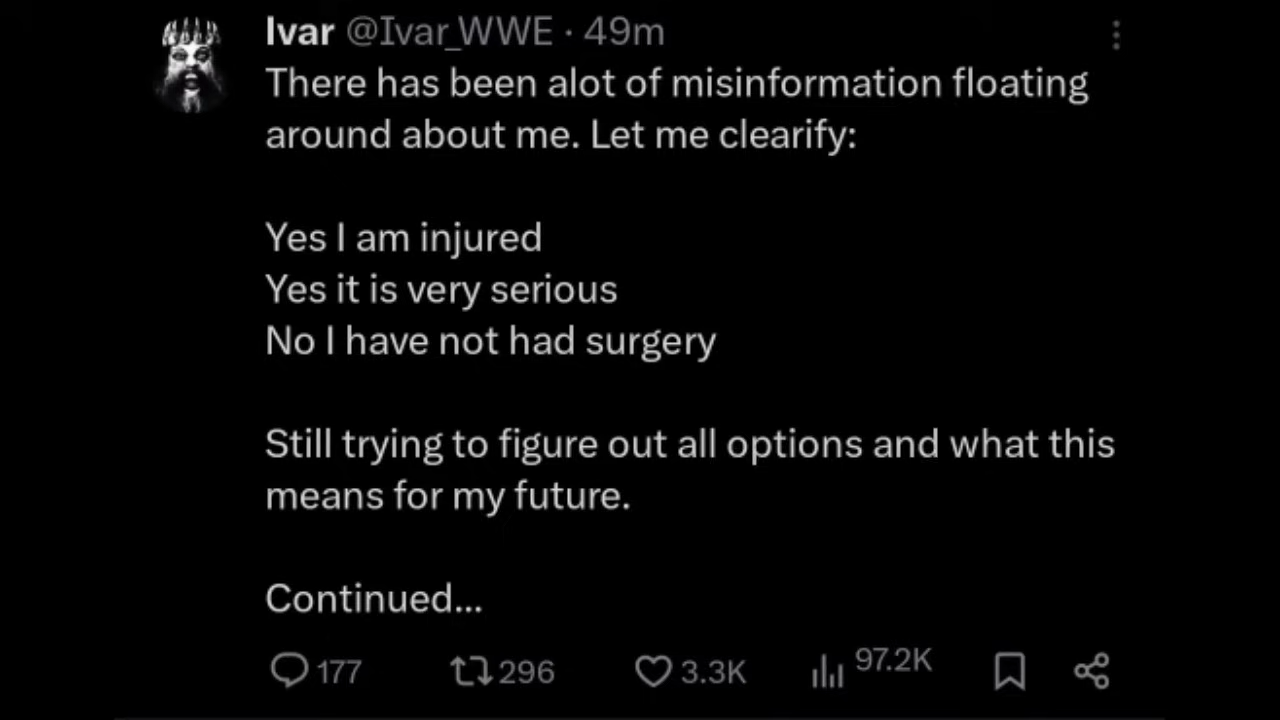 Ivar @Ivar_WWE · 49m
There has been alot of misinformation floating
around about me. Let me clearify:
Yes I am injured
Yes it is very serious
No I have not had surgery
Still trying to figure out all options and what this
means for my future.
Continued...
177 296 3.3K 97.2K